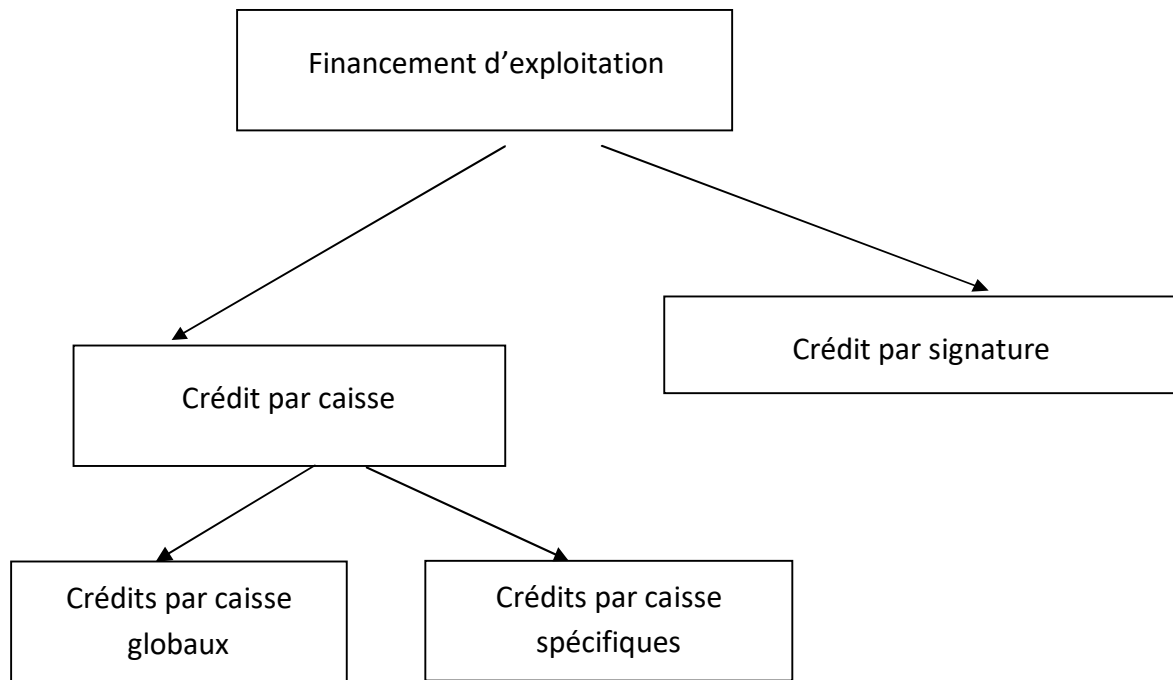 Financement d’exploitation
Crédit par signature
Crédit par caisse
Crédits par caisse
globaux
Crédits par caisse
spécifiques